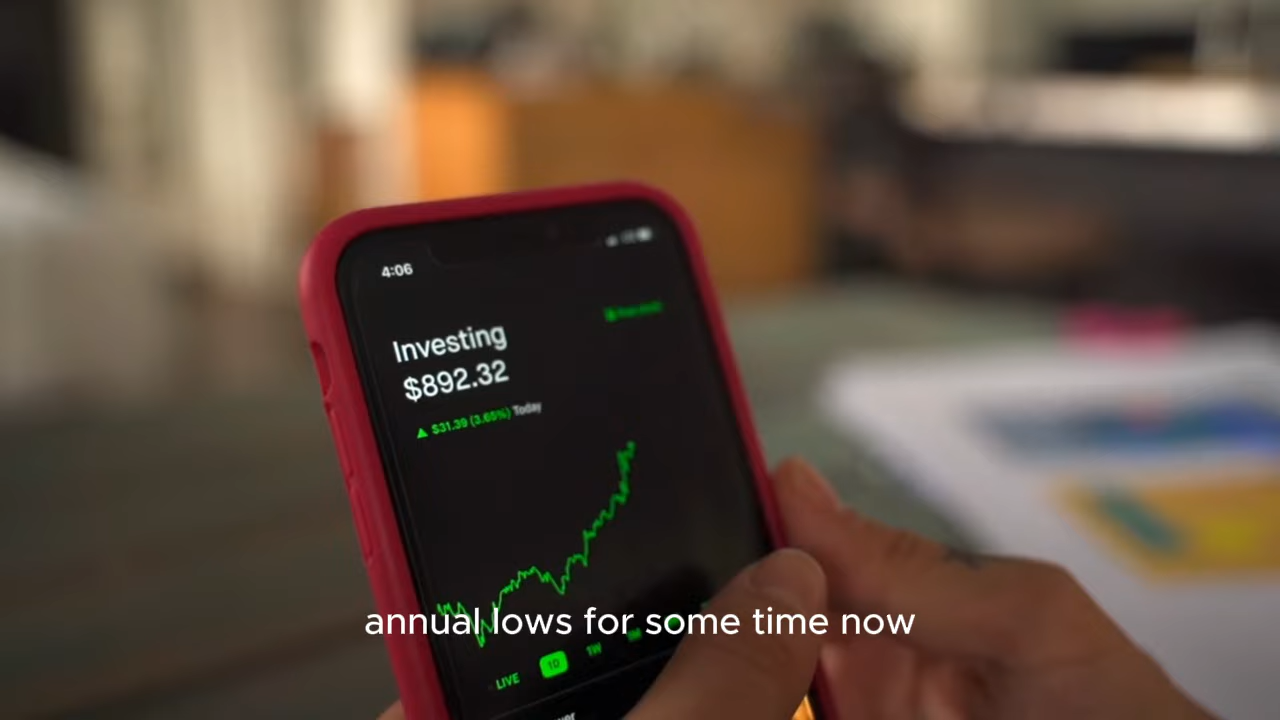 4:06
Investing
$892.32
▲ $31.39 (3.65%) Today
annual lows for some time now
LIVE 1D 1W